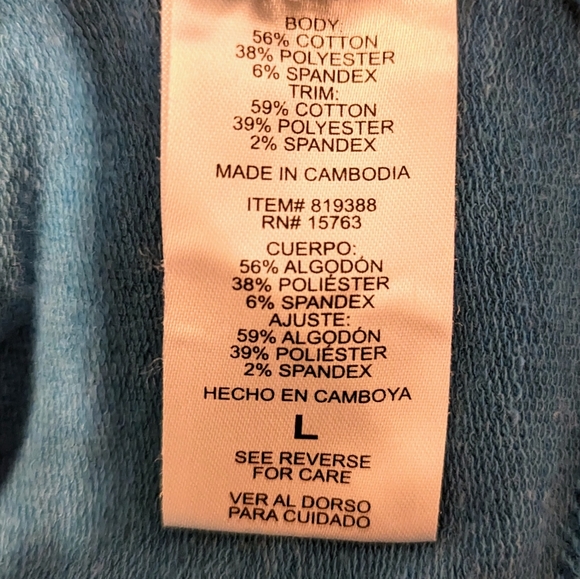 BODY:
56% COTTON
38% POLYESTER
6% SPANDEX
TRIM:
59% COTTON
39% POLYESTER
2% SPANDEX
MADE IN CAMBODIA
ITEM# 819388
RN# 15763
CUERPO:
56% ALGODÓN
38% POLIÉSTER
6% SPANDEX
AJUSTE:
59% ALGODÓN
39% POLIÉSTER
2% SPANDEX
HECHO EN CAMBOYA
L
SEE REVERSE
FOR CARE
VER AL DORSO
PARA CUIDADO